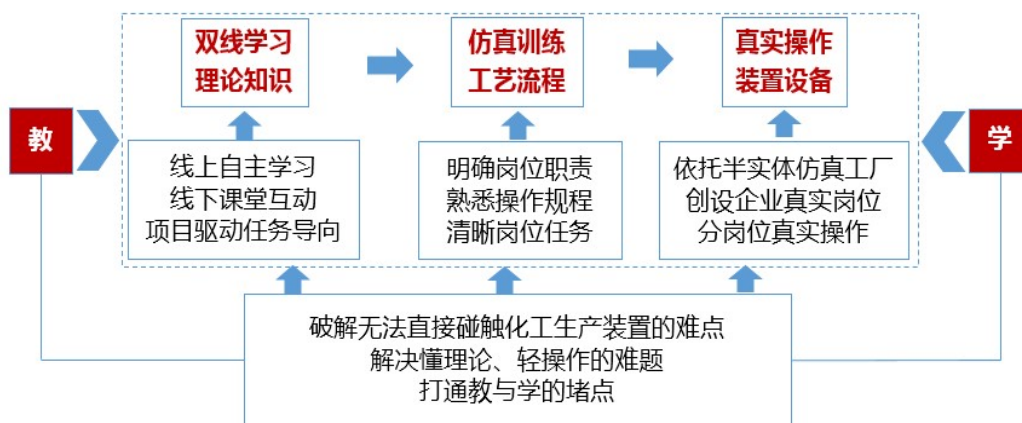 双线学习
理论知识
仿真训练
工艺流程
真实操作
装置设备
教
学
线上自主学习
线下课堂互动
项目驱动任务导向
明确岗位职责
熟悉操作规程
清晰岗位任务
依托半实体仿真工厂
创设企业真实岗位
分岗位真实操作
破解无法直接碰触化工生产装置的难点
解决懂理论、轻操作的难题
打通教与学的堵点